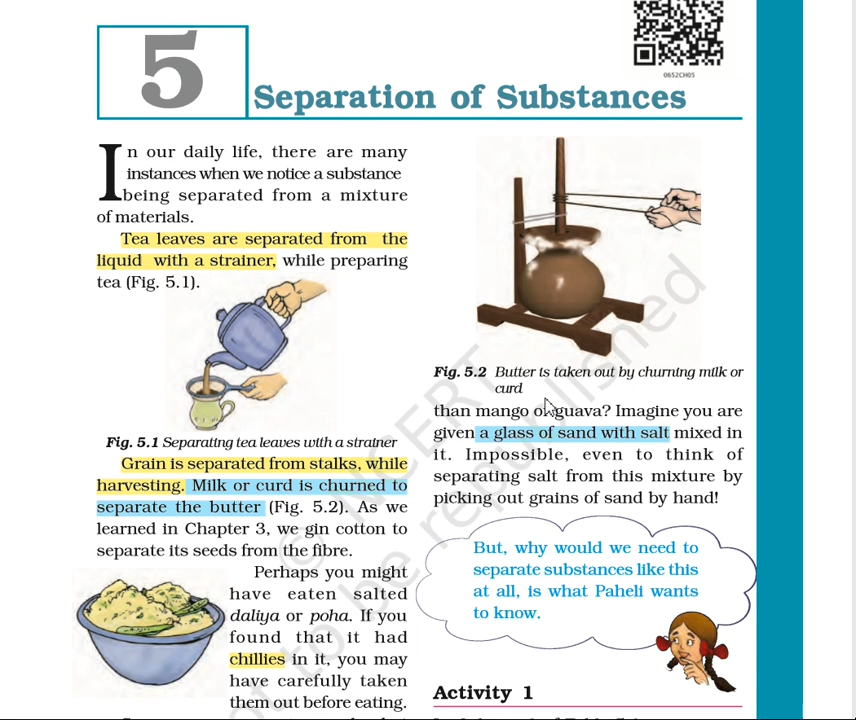 0652CH05
5
Separation of Substances
In our daily life, there are many
instances when we notice a substance
being separated from a mixture
of materials.
Tea leaves are separated from the
liquid with a strainer, while preparing
tea (Fig. 5.1).
Fig. 5.1 Separating tea leaves with a strainer
Grain is separated from stalks, while
harvesting. Milk or curd is churned to
separate the butter (Fig. 5.2). As we
learned in Chapter 3, we gin cotton to
separate its seeds from the fibre.
Perhaps you might
have eaten salted
daliya or poha. If you
found that it had
chillies in it, you may
have carefully taken
them out before eating.
Fig. 5.2 Butter is taken out by churning milk or
curd
than mango or guava? Imagine you are
given a glass of sand with salt mixed in
it. Impossible, even to think of
separating salt from this mixture by
picking out grains of sand by hand!
But, why would we need to
separate substances like this
at all, is what Paheli wants
to know.
Activity 1
© NCERT
not to be republished